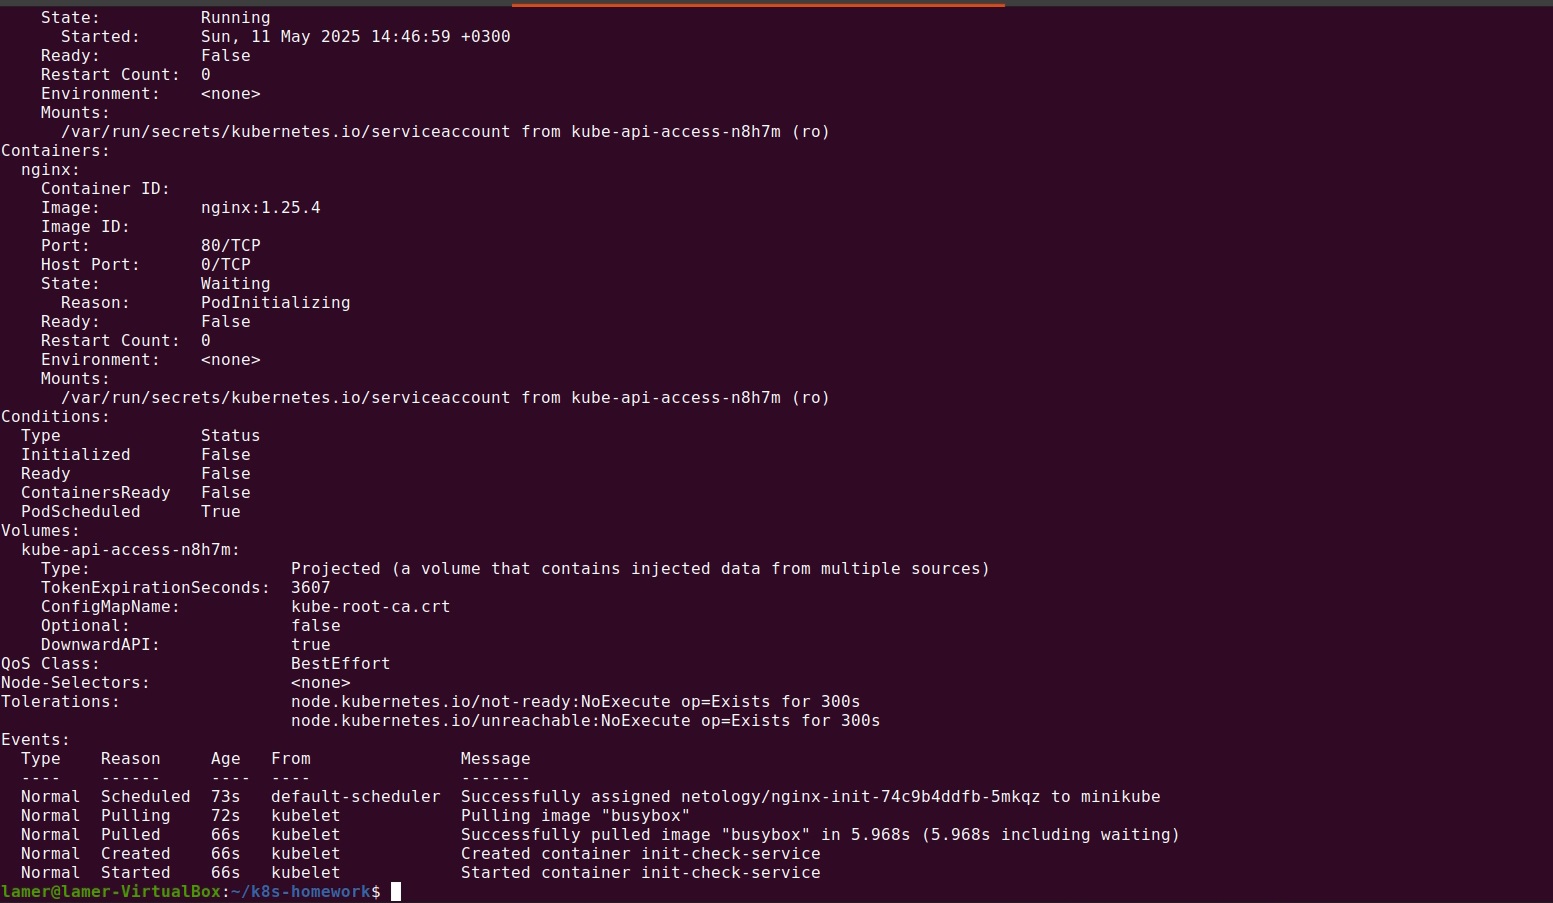 State:          Running
      Started:      Sun, 11 May 2025 14:46:59 +0300
    Ready:          False
    Restart Count:  0
    Environment:    <none>
    Mounts:
      /var/run/secrets/kubernetes.io/serviceaccount from kube-api-access-n8h7m (ro)
Containers:
  nginx:
    Container ID:
    Image:          nginx:1.25.4
    Image ID:
    Port:           80/TCP
    Host Port:      0/TCP
    State:          Waiting
      Reason:       PodInitializing
    Ready:          False
    Restart Count:  0
    Environment:    <none>
    Mounts:
      /var/run/secrets/kubernetes.io/serviceaccount from kube-api-access-n8h7m (ro)
Conditions:
  Type              Status
  Initialized       False
  Ready             False
  ContainersReady   False
  PodScheduled      True
Volumes:
  kube-api-access-n8h7m:
    Type:                    Projected (a volume that contains injected data from multiple sources)
    TokenExpirationSeconds:  3607
    ConfigMapName:           kube-root-ca.crt
    Optional:                false
    DownwardAPI:             true
QoS Class:                   BestEffort
Node-Selectors:              <none>
Tolerations:                 node.kubernetes.io/not-ready:NoExecute op=Exists for 300s
                             node.kubernetes.io/unreachable:NoExecute op=Exists for 300s
Events:
  Type    Reason     Age   From               Message
  ----    ------     ----  ----               -------
  Normal  Scheduled  73s   default-scheduler  Successfully assigned netology/nginx-init-74c9b4ddfb-5mkqz to minikube
  Normal  Pulling    72s   kubelet            Pulling image "busybox"
  Normal  Pulled     66s   kubelet            Successfully pulled image "busybox" in 5.968s (5.968s including waiting)
  Normal  Created    66s   kubelet            Created container init-check-service
  Normal  Started    66s   kubelet            Started container init-check-service
lamer@lamer-VirtualBox:~/k8s-homework$